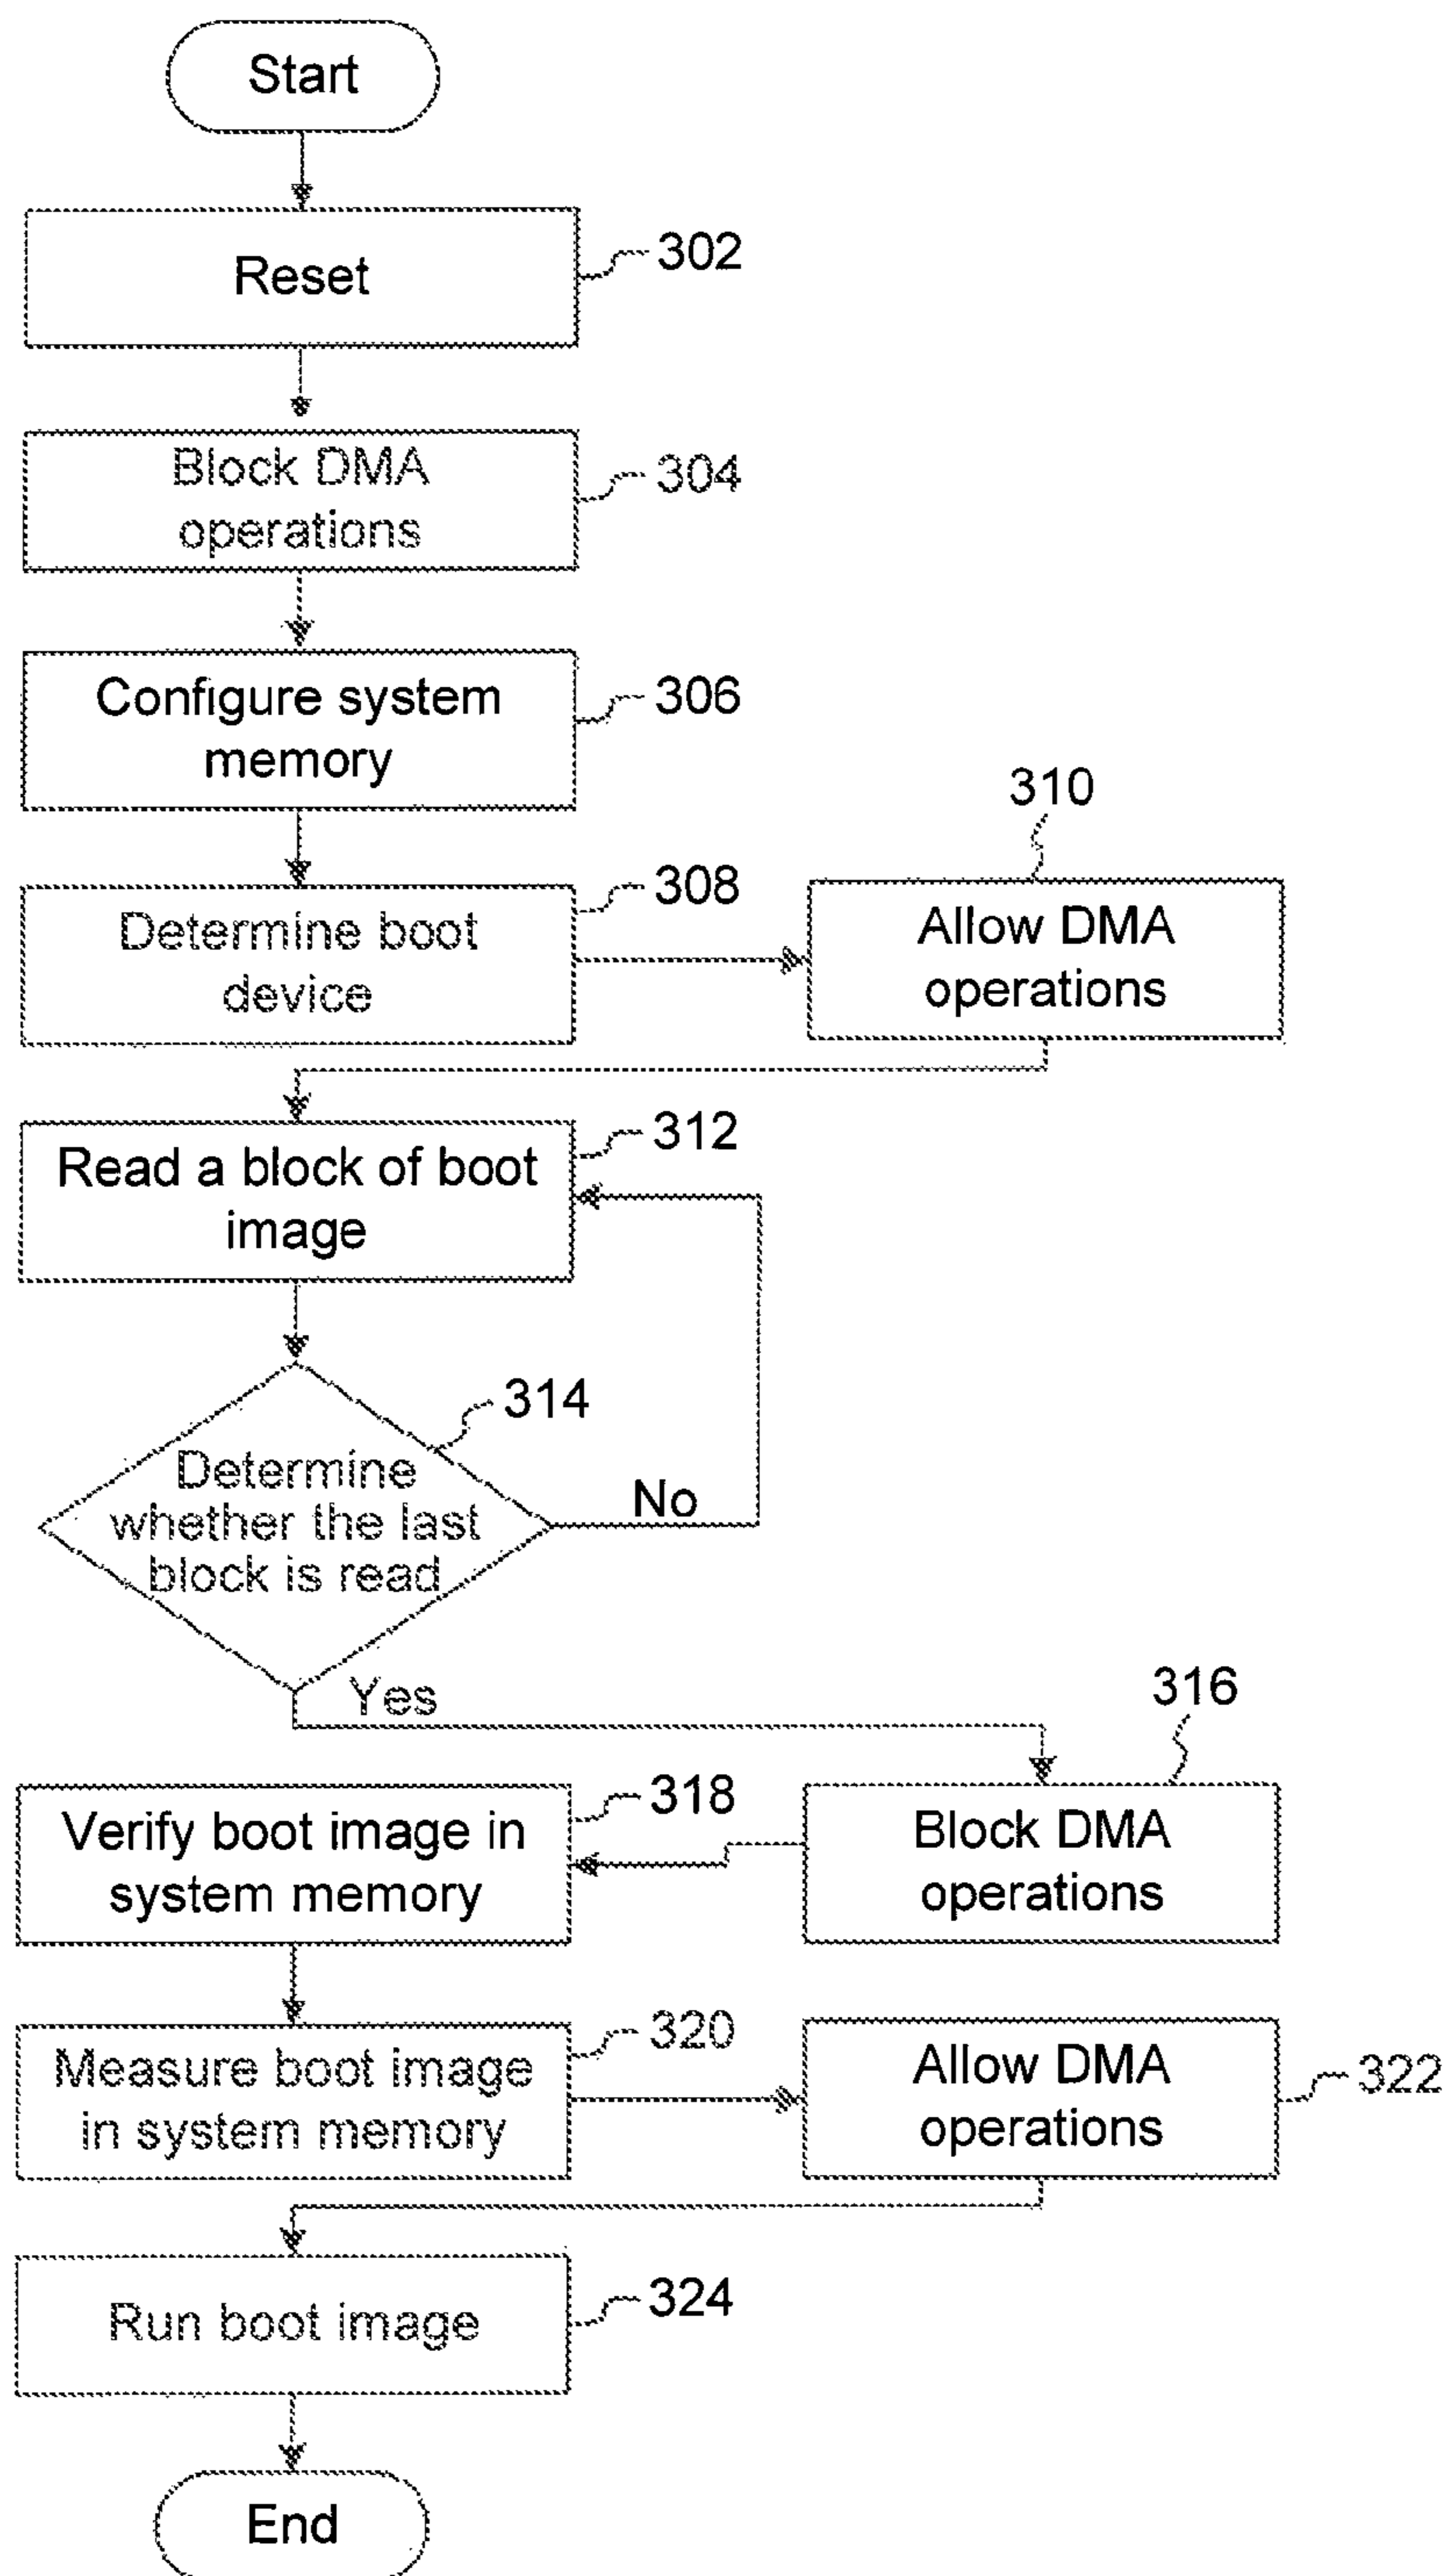 Start
Reset
302
Block DMA
operations
304
Configure system
memory
306
Determine boot
device
308
310
Allow DMA
operations
Read a block of boot
image
312
Determine
whether the last
block is read
314
No
Yes
316
Block DMA
operations
Verify boot image in
system memory
318
Measure boot image
in system memory
320
Allow DMA
operations
322
Run boot image
324
End